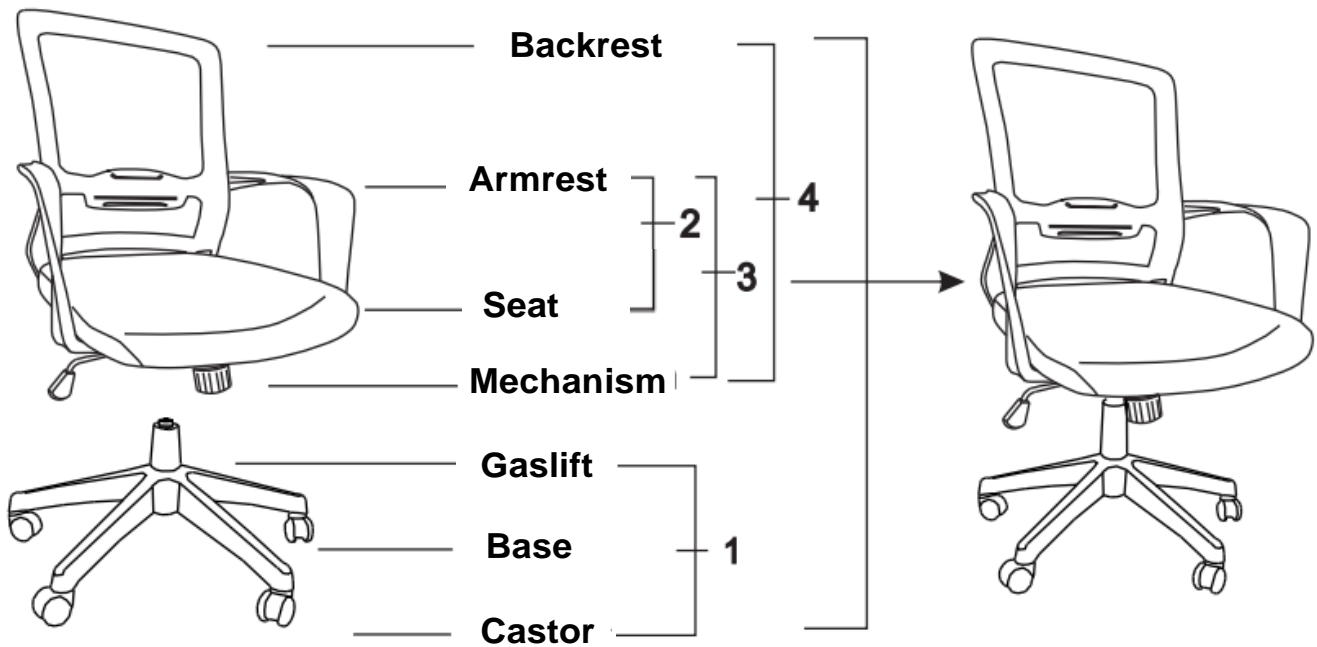 Backrest
Armrest
2
4
Seat
3
Mechanism
Gaslift
Base
1
Castor